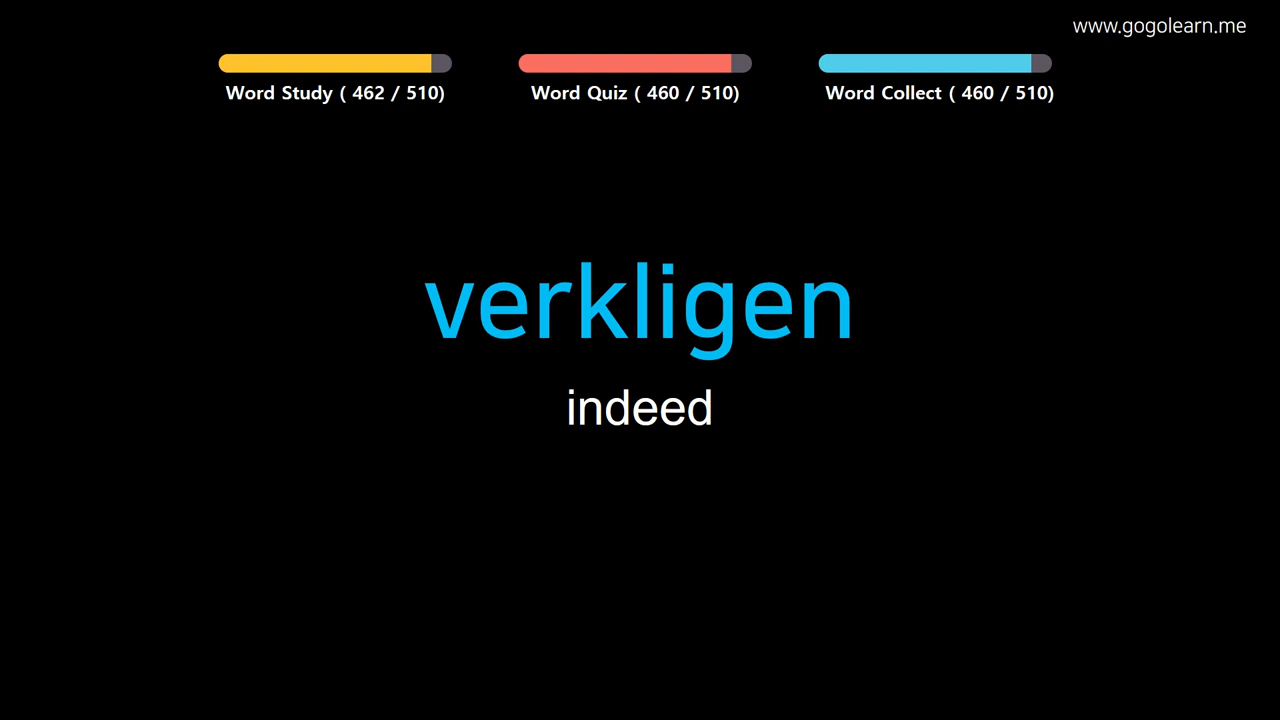 www.gogolearn.me
Word Study ( 462 / 510)
Word Quiz ( 460 / 510)
Word Collect ( 460 / 510)
verkligen
indeed